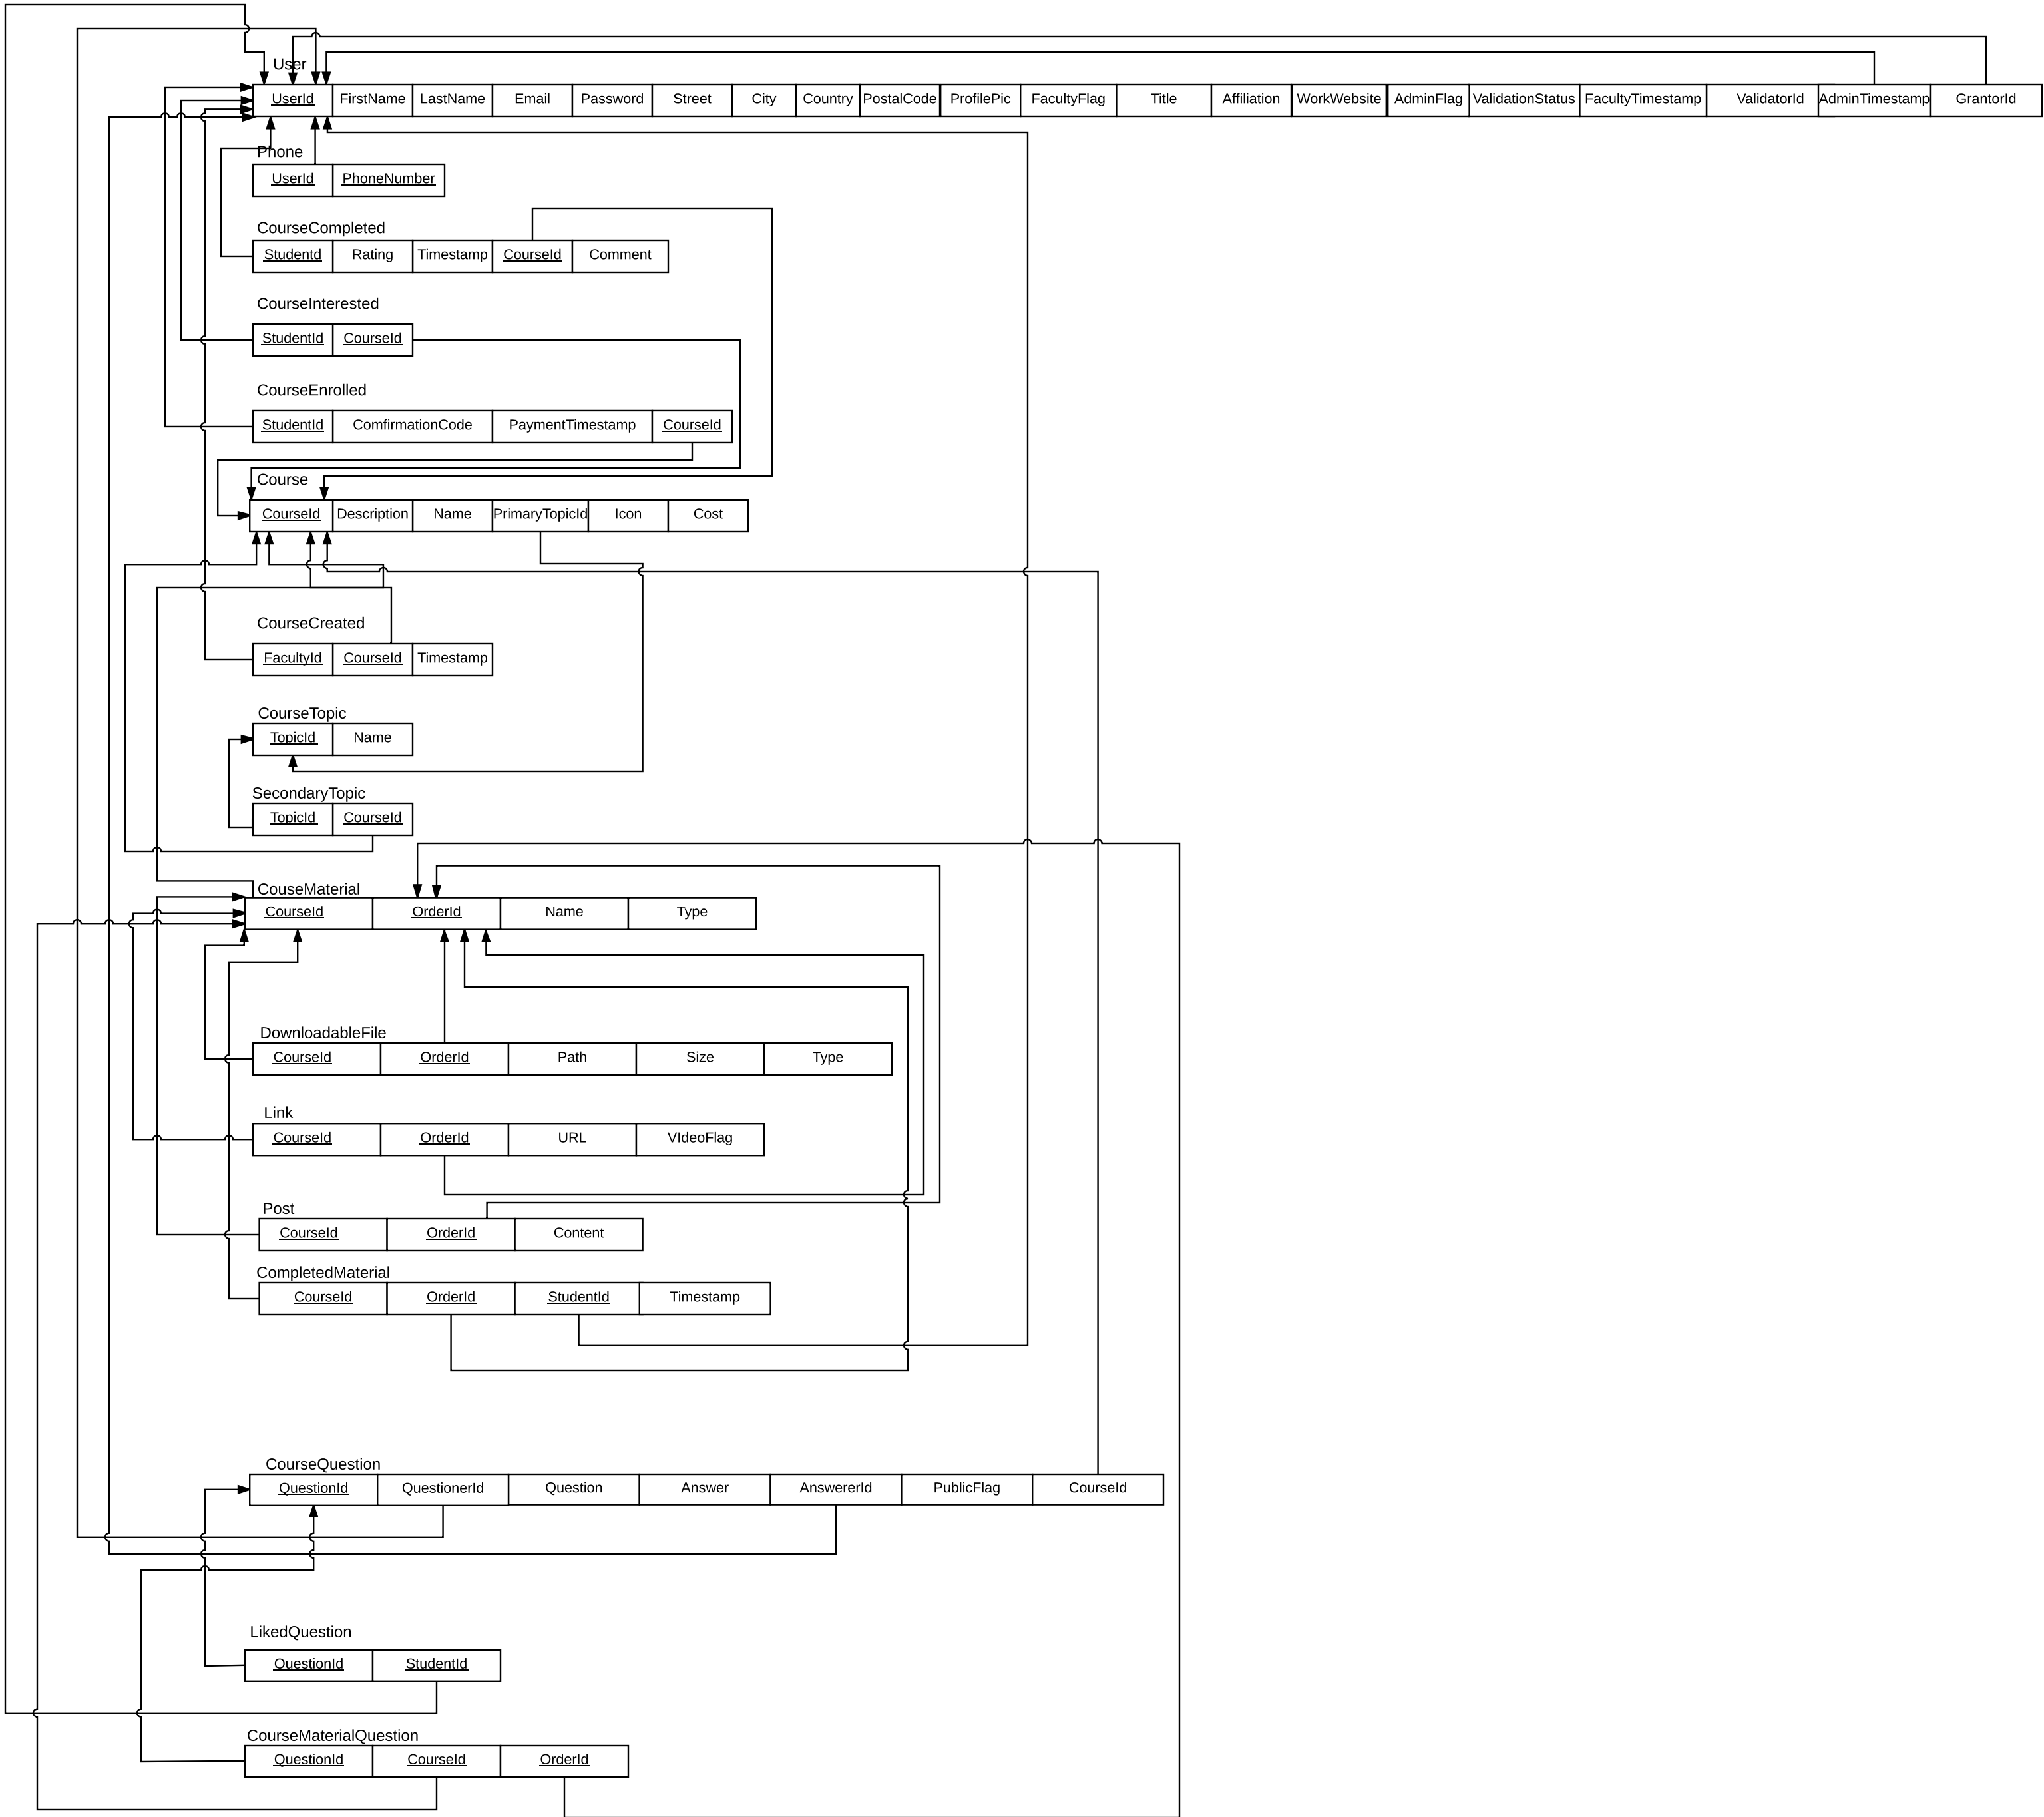 User
UserId FirstName LastName Email Password Street City Country PostalCode ProfilePic FacultyFlag Title Affiliation WorkWebsite AdminFlag ValidationStatus FacultyTimestamp ValidatorId AdminTimestamp GrantorId
Phone
UserId PhoneNumber
CourseCompleted
Studentd Rating Timestamp CourseId Comment
CourseInterested
StudentId CourseId
CourseEnrolled
StudentId ComfirmationCode PaymentTimestamp CourseId
Course
CourseId Description Name PrimaryTopicId Icon Cost
CourseCreated
FacultyId CourseId Timestamp
CourseTopic
TopicId Name
SecondaryTopic
TopicId CourseId
CouseMaterial
CourseId OrderId Name Type
DownloadableFile
CourseId OrderId Path Size Type
Link
CourseId OrderId URL VIdeoFlag
Post
CourseId OrderId Content
CompletedMaterial
CourseId OrderId StudentId Timestamp
CourseQuestion
QuestionId QuestionerId Question Answer AnswererId PublicFlag CourseId
LikedQuestion
QuestionId StudentId
CourseMaterialQuestion
QuestionId CourseId OrderId